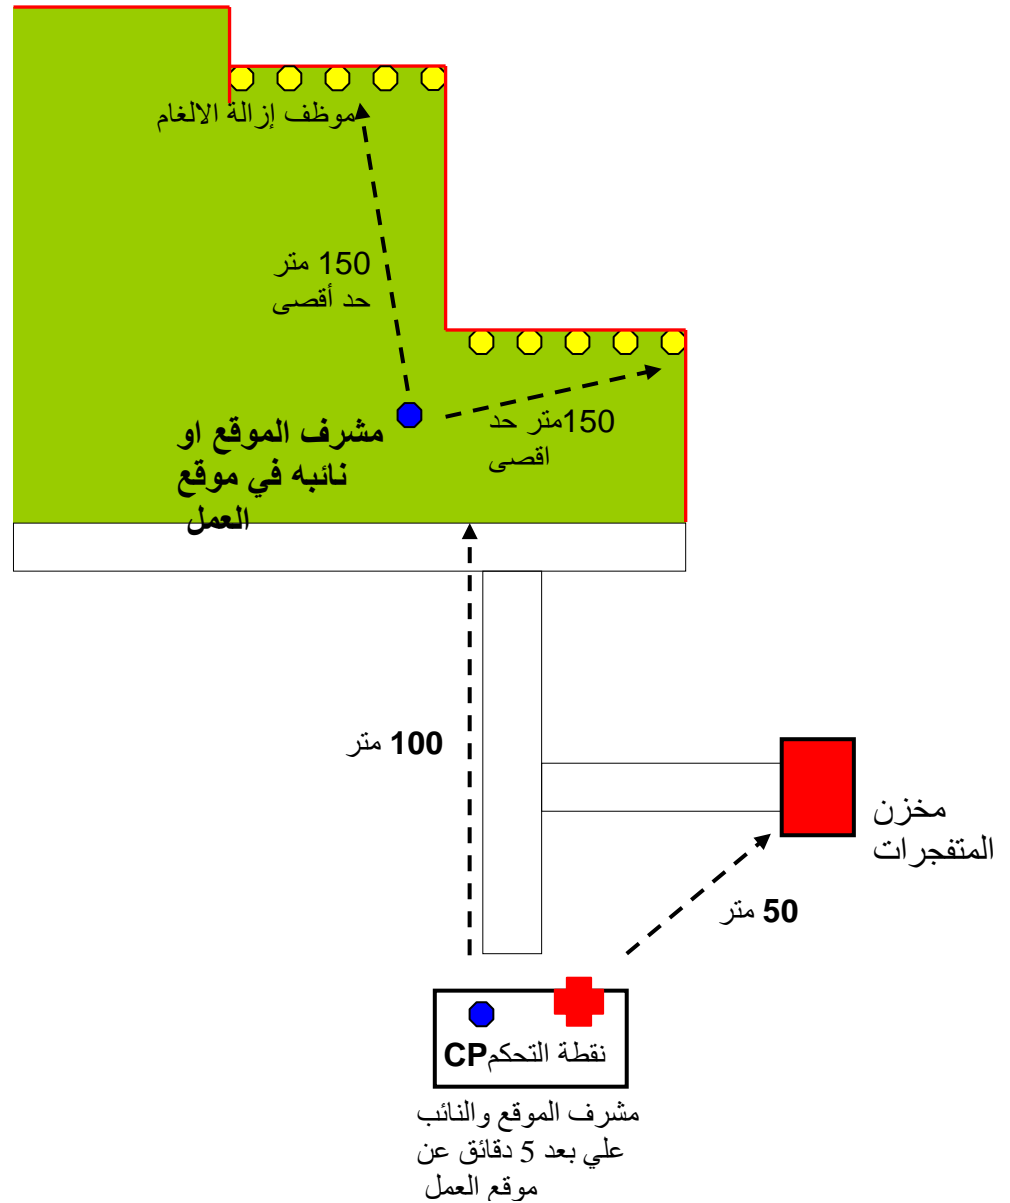 موظف إزالة الالغام
150 متر
حد أقصى
150متر حد
اقصى
مشرف الموقع او
نائبه في موقع
العمل
100 متر
مخزن
المتفجرات
50 متر
نقطة التحكمCP
مشرف الموقع والنائب
علي بعد 5 دقائق عن
موقع العمل